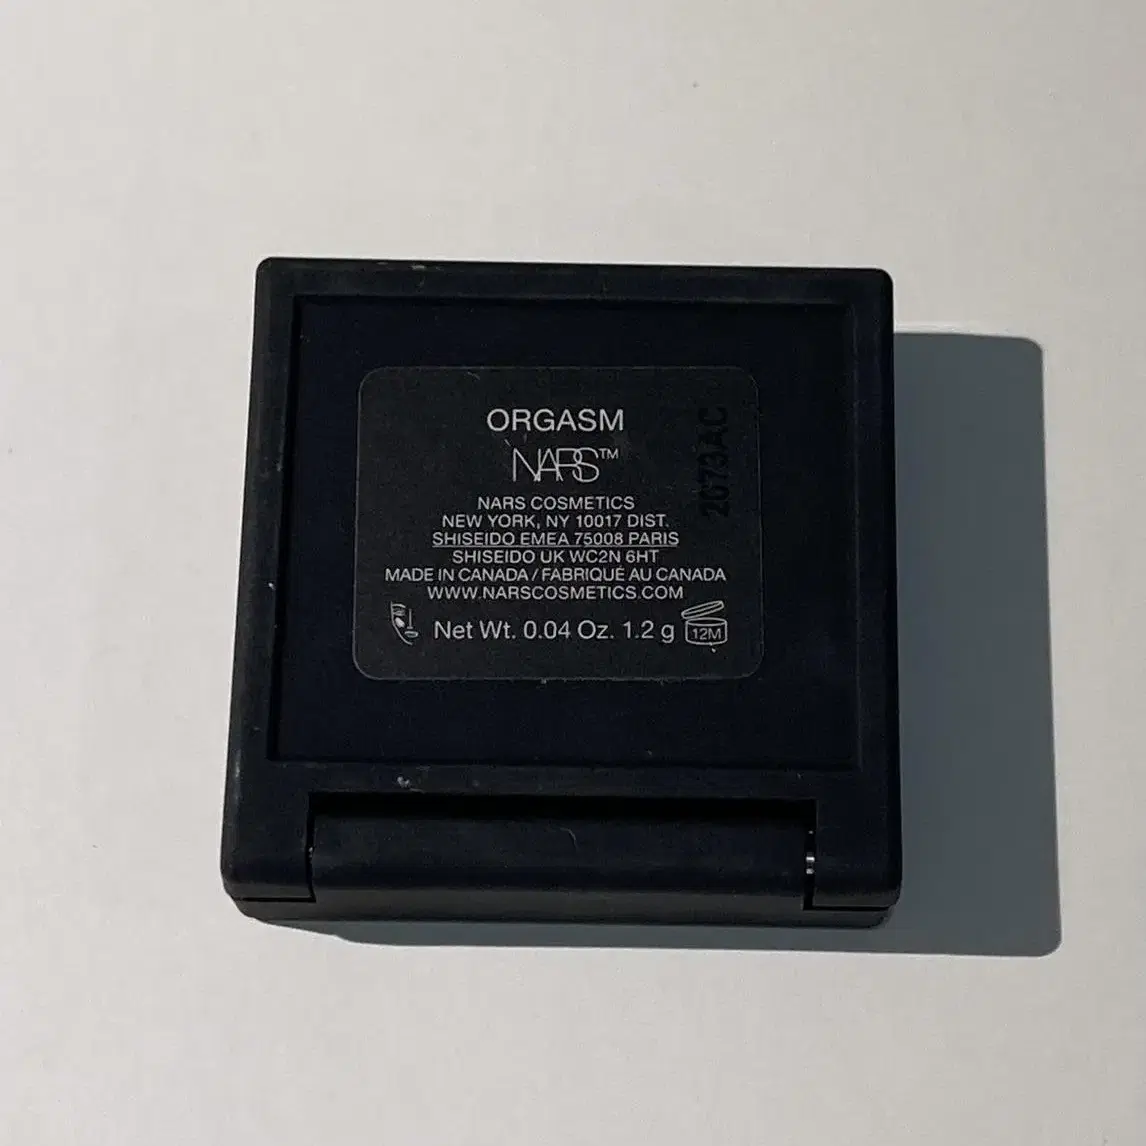 ORGASM
NARS™
NARS COSMETICS
NEW YORK, NY 10017 DIST.
SHISEIDO EMEA 75008 PARIS
SHISEIDO UK WC2N 6HT
MADE IN CANADA / FABRIQUÉ AU CANADA
WWW.NARSCOSMETICS.COM
Net Wt. 0.04 Oz. 1.2 g
12M
2073AC